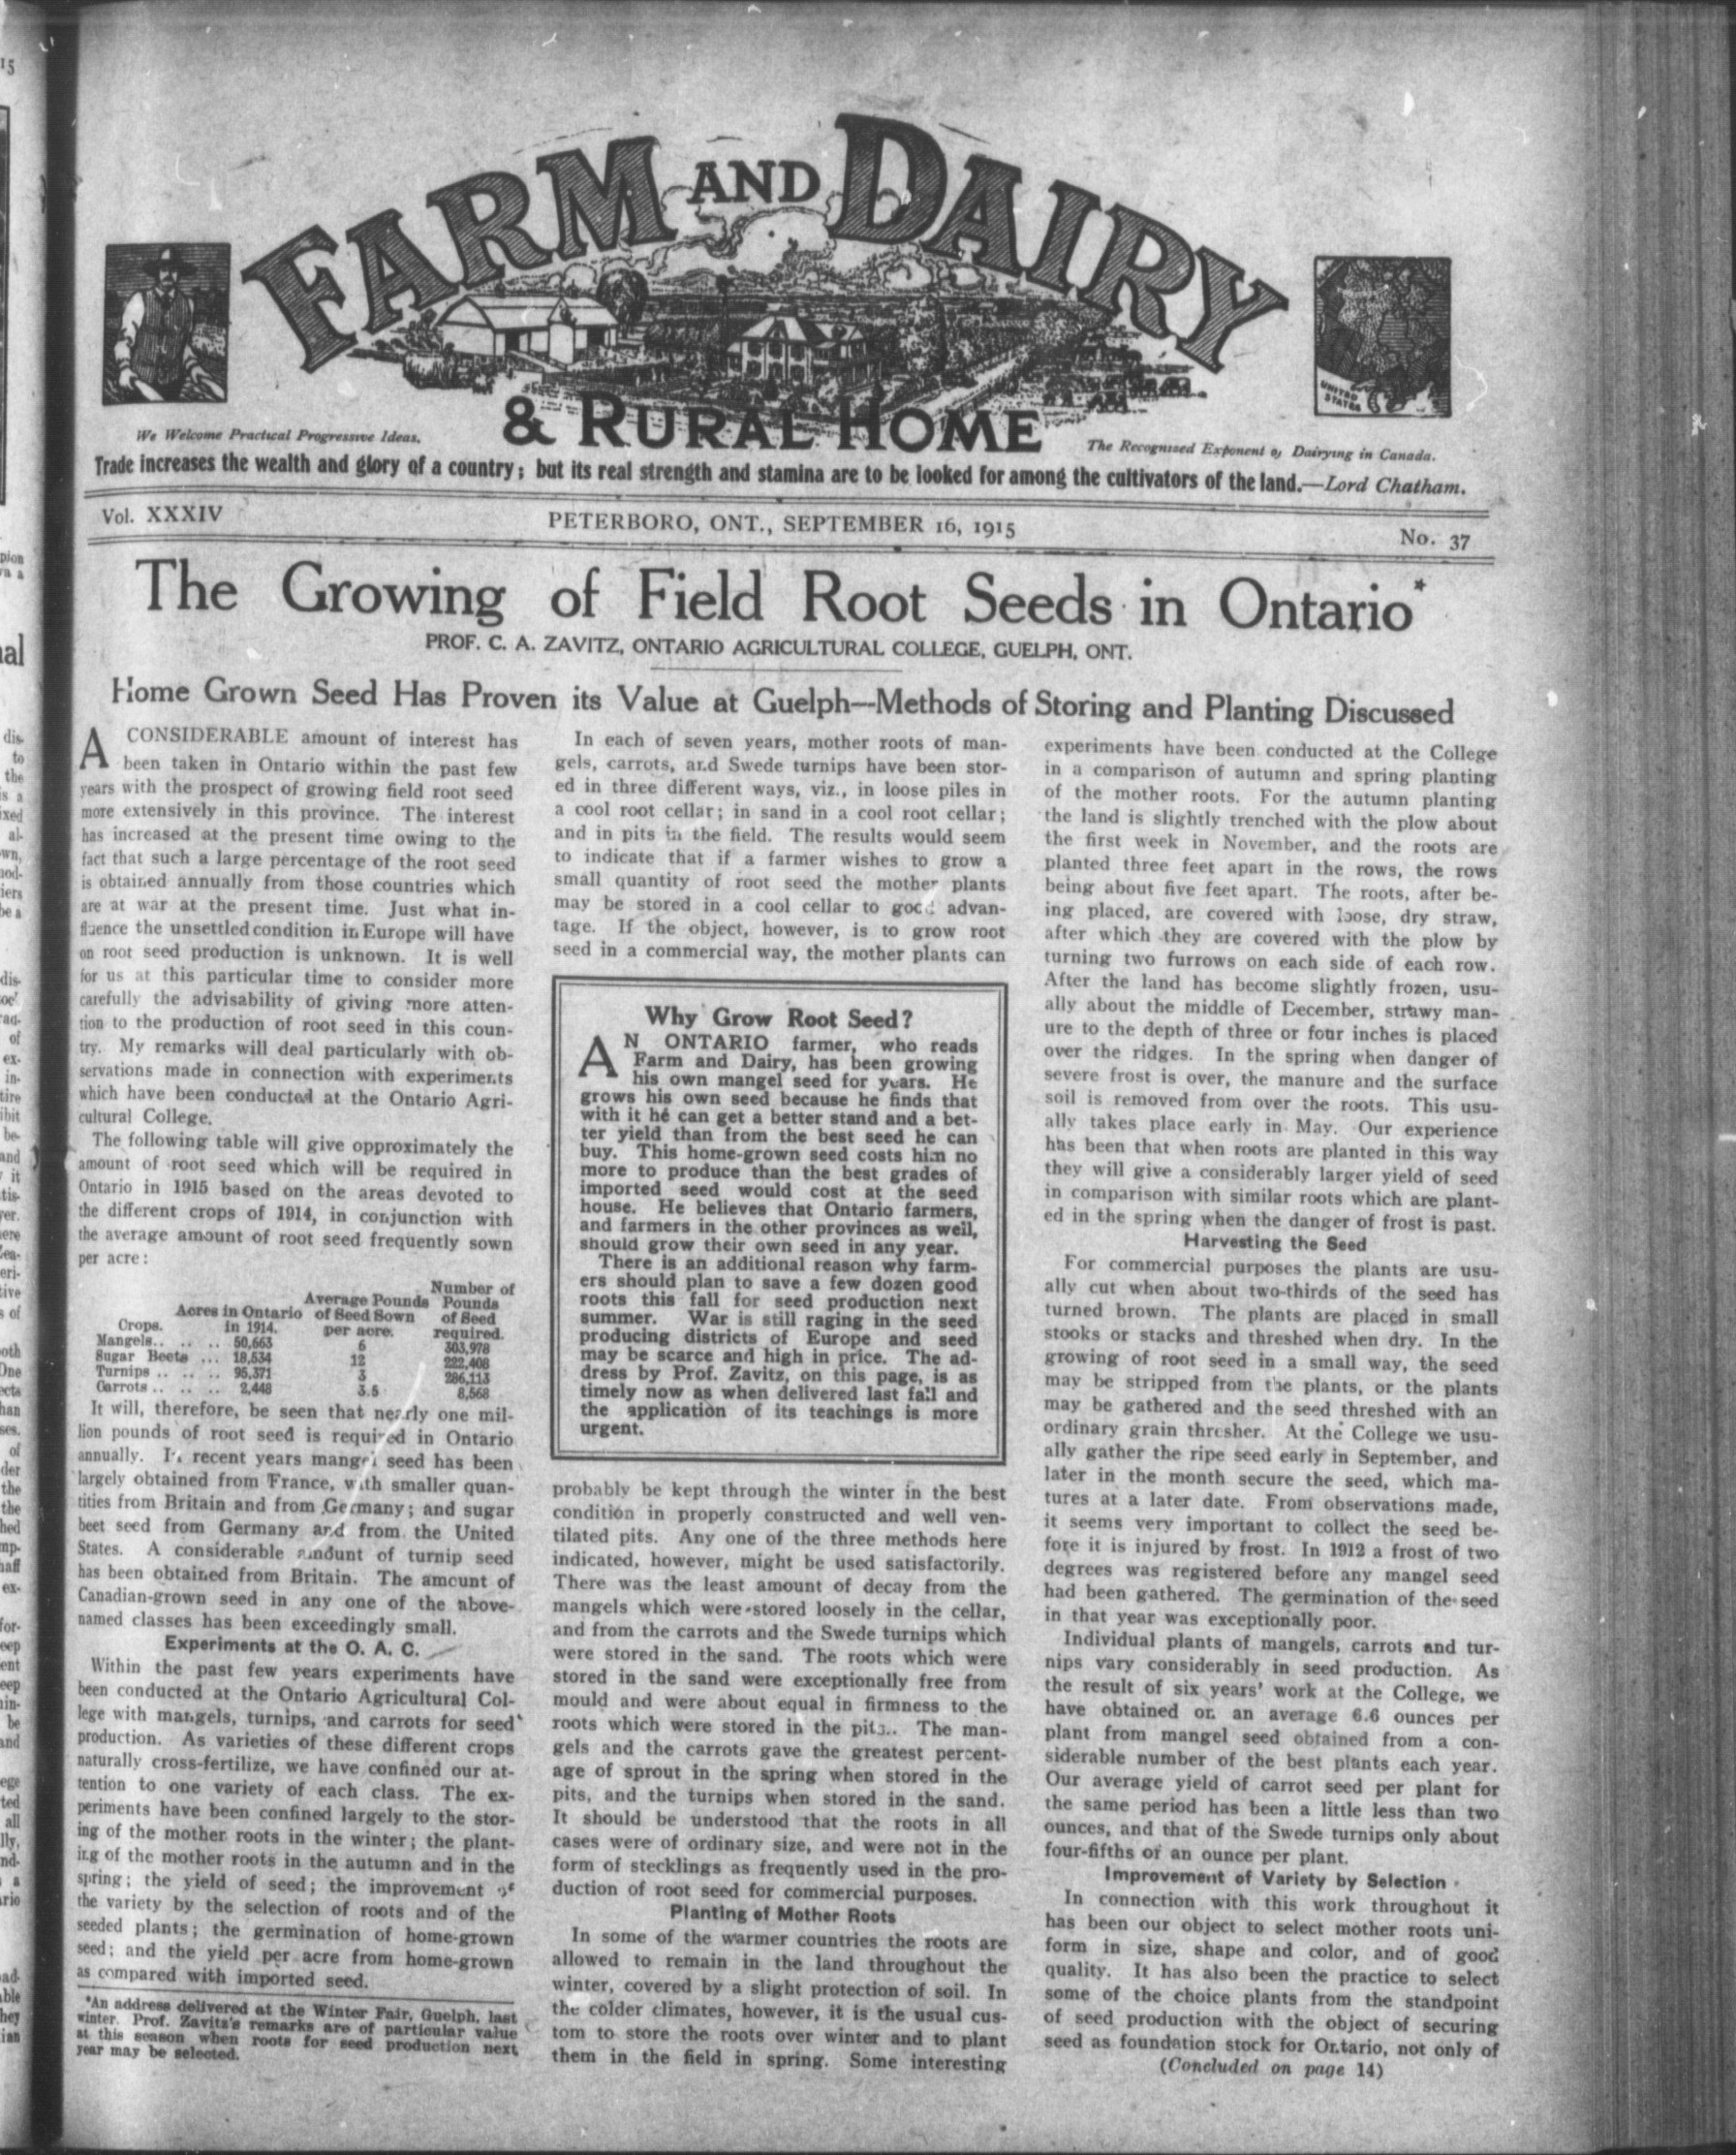 FARM AND DAIRY
& RURAL HOME
UNITED
STATES
We Welcome Practical Progressive Ideas.
The Recognized Exponent of Dairying in Canada.
Trade increases the wealth and glory of a country; but its real strength and stamina are to be looked for among the cultivators of the land.—Lord Chatham.
Vol. XXXIV
PETERBORO, ONT., SEPTEMBER 16, 1915
No. 37
The Growing of Field Root Seeds in Ontario*
PROF. C. A. ZAVITZ, ONTARIO AGRICULTURAL COLLEGE, GUELPH, ONT.
Home Grown Seed Has Proven its Value at Guelph—Methods of Storing and Planting Discussed
A CONSIDERABLE amount of interest has
been taken in Ontario within the past few
years with the prospect of growing field root seed
more extensively in this province. The interest
has increased at the present time owing to the
fact that such a large percentage of the root seed
is obtained annually from those countries which
are at war at the present time. Just what in-
fluence the unsettled condition in Europe will have
on root seed production is unknown. It is well
for us at this particular time to consider more
carefully the advisability of giving more atten-
tion to the production of root seed in this coun-
try. My remarks will deal particularly with ob-
servations made in connection with experiments
which have been conducted at the Ontario Agri-
cultural College.
The following table will give opproximately the
amount of root seed which will be required in
Ontario in 1915 based on the areas devoted to
the different crops of 1914, in conjunction with
the average amount of root seed frequently sown
per acre:
Number of
Average Pounds Pounds
Acres in Ontario of Seed Sown of Seed
Crops. in 1914. per acre. required.
Mangels.. .. .. 50,663 6 303,978
Sugar Beets ... 18,534 12 222,408
Turnips .. .. .. 95,371 3 286,113
Carrots .. .. .. 2,448 3.5 8,568
It will, therefore, be seen that nearly one mil-
lion pounds of root seed is required in Ontario
annually. In recent years mangel seed has been
largely obtained from France, with smaller quan-
tities from Britain and from Germany; and sugar
beet seed from Germany and from the United
States. A considerable amount of turnip seed
has been obtained from Britain. The amount of
Canadian-grown seed in any one of the above-
named classes has been exceedingly small.
Experiments at the O. A. C.
Within the past few years experiments have
been conducted at the Ontario Agricultural Col-
lege with mangels, turnips, and carrots for seed
production. As varieties of these different crops
naturally cross-fertilize, we have confined our at-
tention to one variety of each class. The ex-
periments have been confined largely to the stor-
ing of the mother roots in the winter; the plant-
ing of the mother roots in the autumn and in the
spring; the yield of seed; the improvement of
the variety by the selection of roots and of the
seeded plants; the germination of home-grown
seed; and the yield per acre from home-grown
as compared with imported seed.
*An address delivered at the Winter Fair, Guelph, last
winter. Prof. Zavitz's remarks are of particular value
at this season when roots for seed production next
year may be selected.
In each of seven years, mother roots of man-
gels, carrots, and Swede turnips have been stor-
ed in three different ways, viz., in loose piles in
a cool root cellar; in sand in a cool root cellar;
and in pits in the field. The results would seem
to indicate that if a farmer wishes to grow a
small quantity of root seed the mother plants
may be stored in a cool cellar to good advan-
tage. If the object, however, is to grow root
seed in a commercial way, the mother plants can
Why Grow Root Seed?
AN ONTARIO farmer, who reads
Farm and Dairy, has been growing
his own mangel seed for years. He
grows his own seed because he finds that
with it he can get a better stand and a bet-
ter yield than from the best seed he can
buy. This home-grown seed costs him no
more to produce than the best grades of
imported seed would cost at the seed
house. He believes that Ontario farmers,
and farmers in the other provinces as well,
should grow their own seed in any year.
There is an additional reason why farm-
ers should plan to save a few dozen good
roots this fall for seed production next
summer. War is still raging in the seed
producing districts of Europe and seed
may be scarce and high in price. The ad-
dress by Prof. Zavitz, on this page, is as
timely now as when delivered last fall and
the application of its teachings is more
urgent.
probably be kept through the winter in the best
condition in properly constructed and well ven-
tilated pits. Any one of the three methods here
indicated, however, might be used satisfactorily.
There was the least amount of decay from the
mangels which were stored loosely in the cellar,
and from the carrots and the Swede turnips which
were stored in the sand. The roots which were
stored in the sand were exceptionally free from
mould and were about equal in firmness to the
roots which were stored in the pits.. The man-
gels and the carrots gave the greatest percent-
age of sprout in the spring when stored in the
pits, and the turnips when stored in the sand.
It should be understood that the roots in all
cases were of ordinary size, and were not in the
form of stecklings as frequently used in the pro-
duction of root seed for commercial purposes.
Planting of Mother Roots
In some of the warmer countries the roots are
allowed to remain in the land throughout the
winter, covered by a slight protection of soil. In
the colder climates, however, it is the usual cus-
tom to store the roots over winter and to plant
them in the field in spring. Some interesting
experiments have been conducted at the College
in a comparison of autumn and spring planting
of the mother roots. For the autumn planting
the land is slightly trenched with the plow about
the first week in November, and the roots are
planted three feet apart in the rows, the rows
being about five feet apart. The roots, after be-
ing placed, are covered with loose, dry straw,
after which they are covered with the plow by
turning two furrows on each side of each row.
After the land has become slightly frozen, usu-
ally about the middle of December, strawy man-
ure to the depth of three or four inches is placed
over the ridges. In the spring when danger of
severe frost is over, the manure and the surface
soil is removed from over the roots. This usu-
ally takes place early in May. Our experience
has been that when roots are planted in this way
they will give a considerably larger yield of seed
in comparison with similar roots which are plant-
ed in the spring when the danger of frost is past.
Harvesting the Seed
For commercial purposes the plants are usu-
ally cut when about two-thirds of the seed has
turned brown. The plants are placed in small
stooks or stacks and threshed when dry. In the
growing of root seed in a small way, the seed
may be stripped from the plants, or the plants
may be gathered and the seed threshed with an
ordinary grain thresher. At the College we usu-
ally gather the ripe seed early in September, and
later in the month secure the seed, which ma-
tures at a later date. From observations made,
it seems very important to collect the seed be-
fore it is injured by frost. In 1912 a frost of two
degrees was registered before any mangel seed
had been gathered. The germination of the seed
in that year was exceptionally poor.
Individual plants of mangels, carrots and tur-
nips vary considerably in seed production. As
the result of six years' work at the College, we
have obtained on an average 6.6 ounces per
plant from mangel seed obtained from a con-
siderable number of the best plants each year.
Our average yield of carrot seed per plant for
the same period has been a little less than two
ounces, and that of the Swede turnips only about
four-fifths of an ounce per plant.
Improvement of Variety by Selection
In connection with this work throughout it
has been our object to select mother roots uni-
form in size, shape and color, and of good
quality. It has also been the practice to select
some of the choice plants from the standpoint
of seed production with the object of securing
seed as foundation stock for Ontario, not only of
(Concluded on page 14)